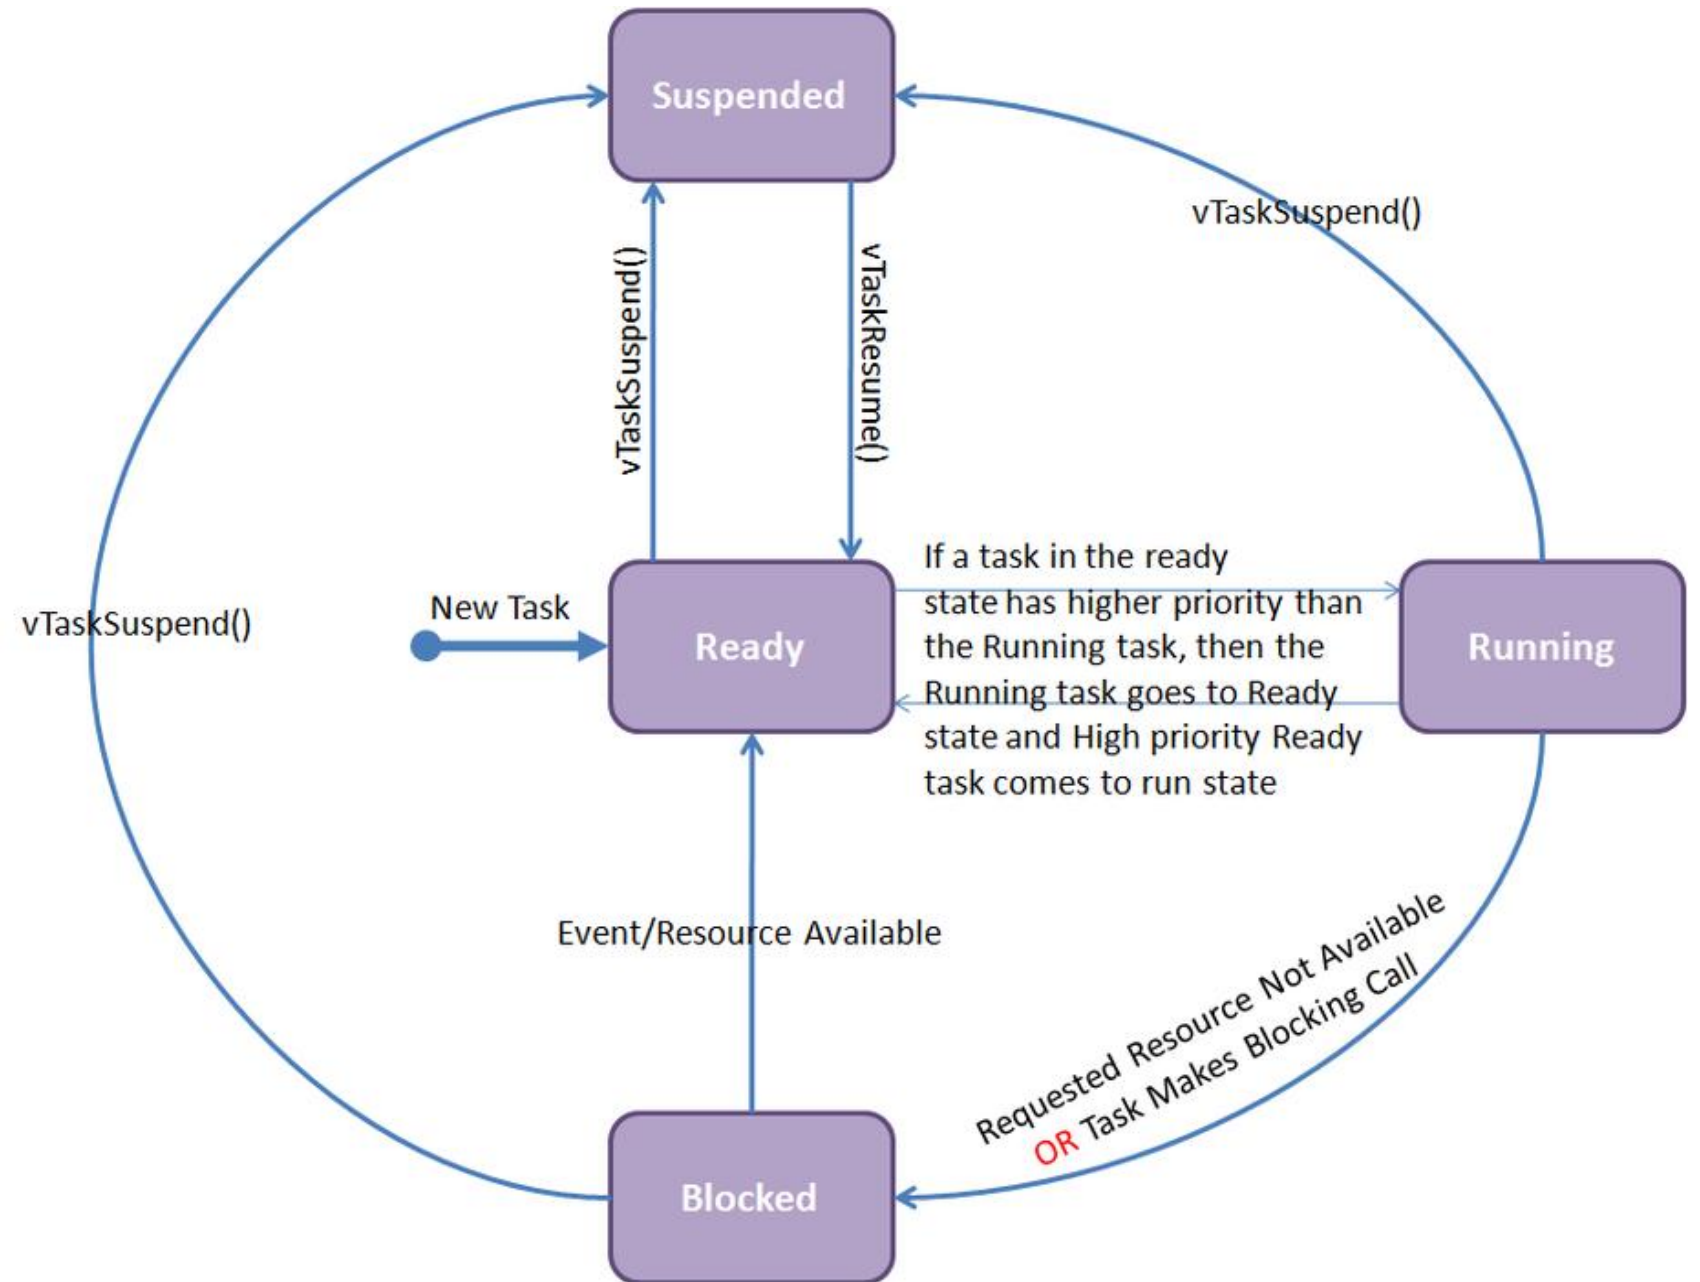 Suspended
vTaskSuspend()
vTaskSuspend()
vTaskResume()
If a task in the ready
state has higher priority than
the Running task, then the
Running task goes to Ready
state and High priority Ready
task comes to run state
vTaskSuspend()
New Task
Ready
Running
Event/Resource Available
Requested Resource Not Available
OR Task Makes Blocking Call
Blocked